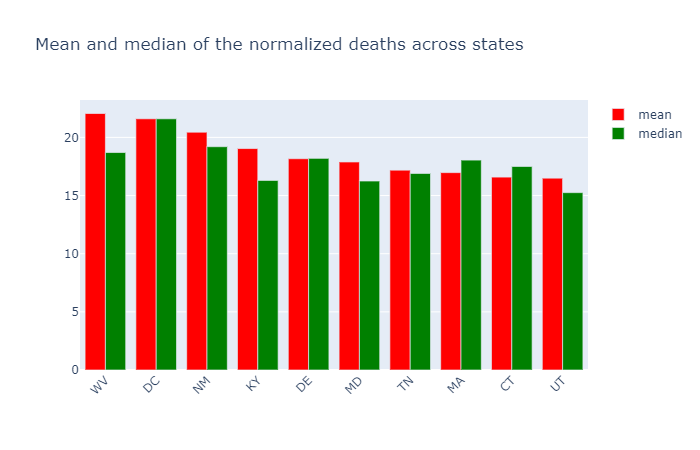 Mean and median of the normalized deaths across states
mean
median
20
15
10
5
0
WV DC NM KY DE MD TN MA CT UT